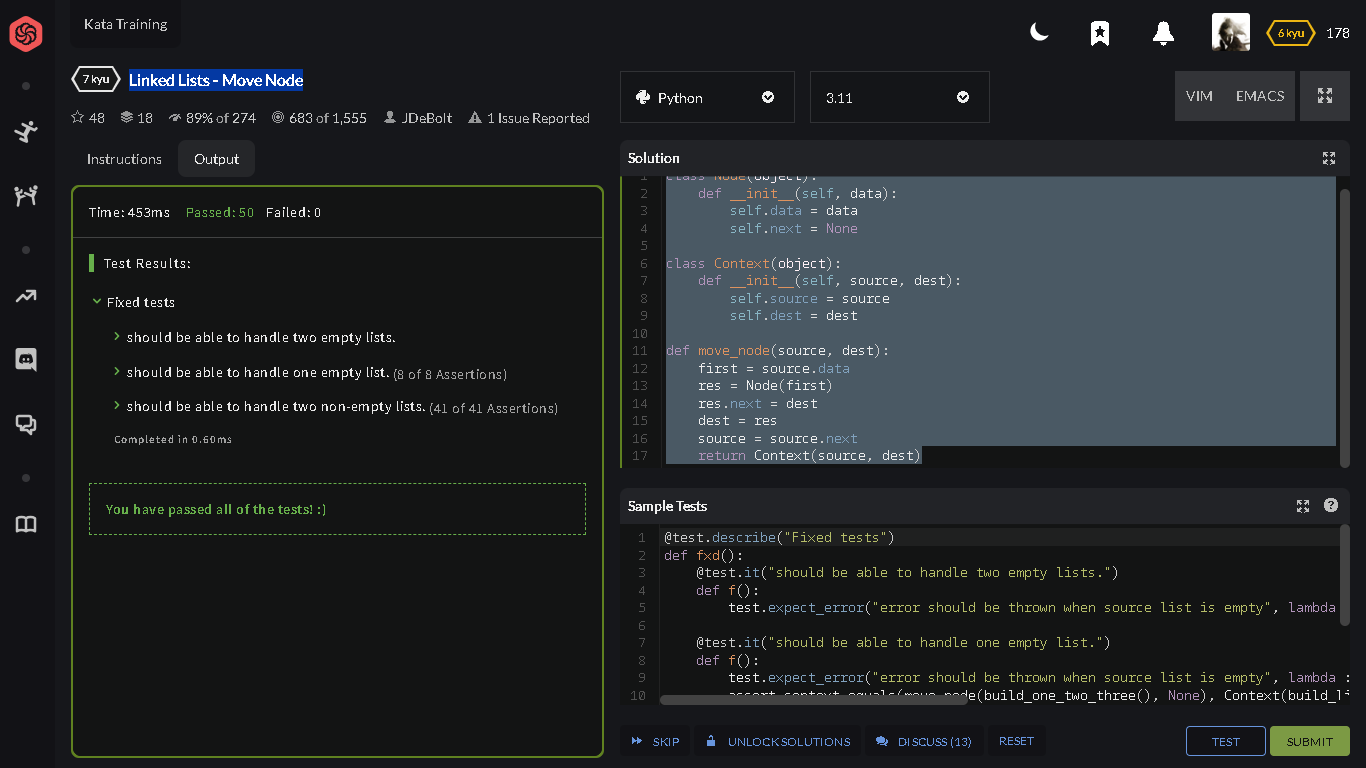 Kata Training
6 kyu 178
7 kyu Linked Lists - Move Node
48 18 89% of 274 683 of 1,555 JDeBolt 1 Issue Reported
Instructions Output
Time: 453ms Passed: 50 Failed: 0
Test Results:
Fixed tests
should be able to handle two empty lists.
should be able to handle one empty list. (8 of 8 Assertions)
should be able to handle two non-empty lists. (41 of 41 Assertions)
Completed in 0.60ms
You have passed all of the tests! :)
Python 3.11 VIM EMACS
Solution
1 class Node(object):
2 def __init__(self, data):
3 self.data = data
4 self.next = None
5
6 class Context(object):
7 def __init__(self, source, dest):
8 self.source = source
9 self.dest = dest
10
11 def move_node(source, dest):
12 first = source.data
13 res = Node(first)
14 res.next = dest
15 dest = res
16 source = source.next
17 return Context(source, dest)
Sample Tests
1 @test.describe("Fixed tests")
2 def fxd():
3 @test.it("should be able to handle two empty lists.")
4 def f():
5 test.expect_error("error should be thrown when source list is empty", lambda
6
7 @test.it("should be able to handle one empty list.")
8 def f():
9 test.expect_error("error should be thrown when source list is empty", lambda :
10 assert_context_equals(move_node(build_one_two_three(), None), Context(build_li
SKIP UNLOCK SOLUTIONS DISCUSS (13) RESET TEST SUBMIT